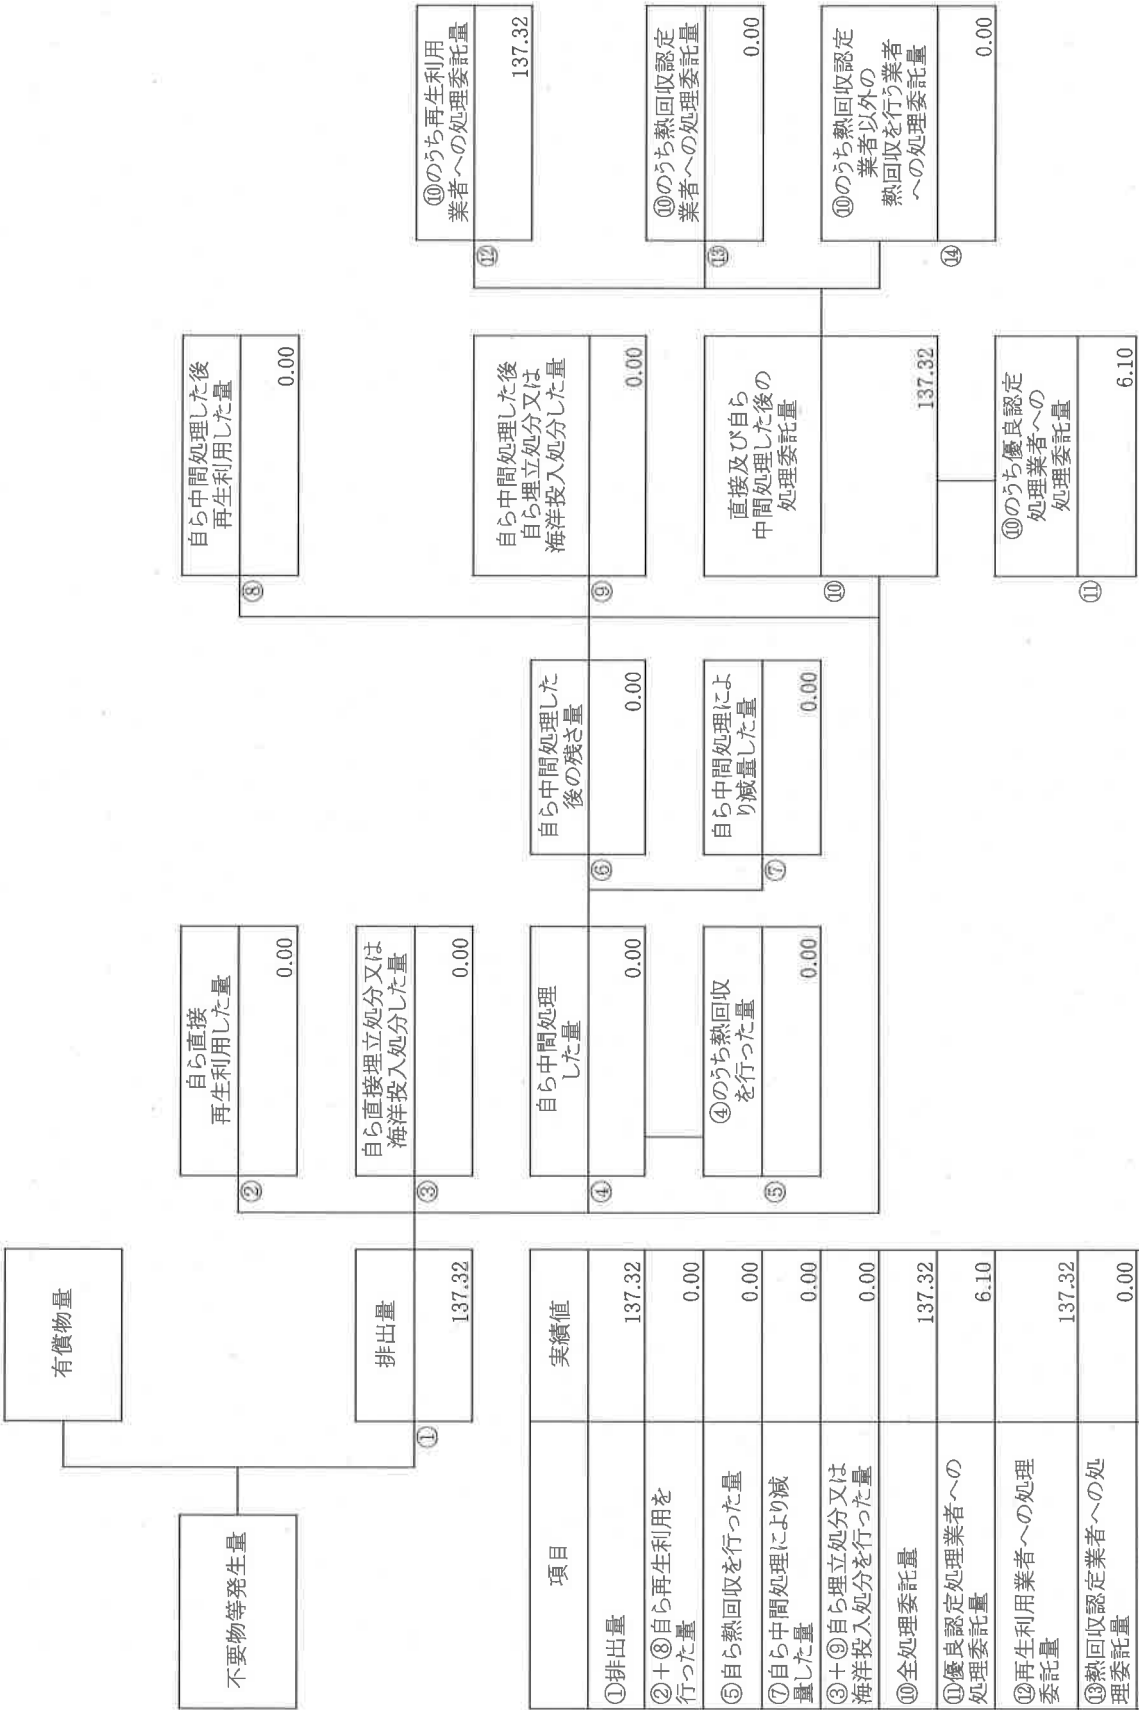 不要物等発生量
有償物量
①
排出量
137.32
②
自ら直接
再生利用した量
0.00
③
自ら直接埋立処分又は
海洋投入処分した量
0.00
④
自ら中間処理
した量
0.00
⑤
④のうち熱回収
を行った量
0.00
⑥
自ら中間処理した
後の残さ量
0.00
⑦
自ら中間処理によ
り減量した量
0.00
⑧
自ら中間処理した後
再生利用した量
0.00
⑨
自ら中間処理した後
自ら埋立処分又は
海洋投入処分した量
0.00
⑩
直接及び自ら
中間処理した後の
処理委託量
137.32
⑪
⑩のうち優良認定
処理業者への
処理委託量
6.10
⑫
⑩のうち再生利用
業者への処理委託量
137.32
⑬
⑩のうち熱回収認定
業者への処理委託量
0.00
⑭
⑩のうち熱回収認定
業者以外の
熱回収を行う業者
への処理委託量
0.00
項目 実績値
①排出量 137.32
②+⑧自ら再生利用を
行った量 0.00
⑤自ら熱回収を行った量 0.00
⑦自ら中間処理により減
量した量 0.00
③+⑨自ら埋立処分又は
海洋投入処分を行った量 0.00
⑩全処理委託量 137.32
⑪優良認定処理業者への
処理委託量 6.10
⑫再生利用業者への処理
委託量 137.32
⑬熱回収認定業者への処
理委託量 0.00